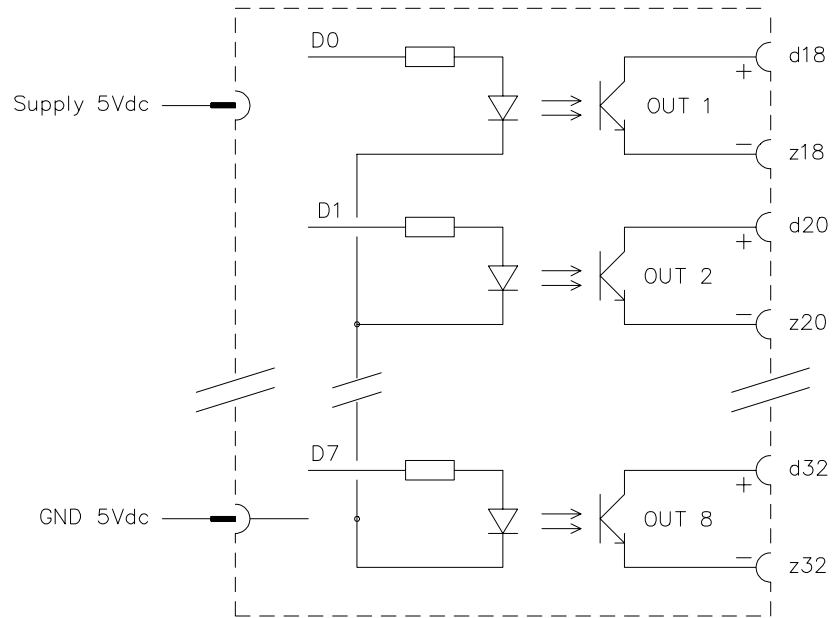 D0
d18
+
Supply 5Vdc
OUT 1
−
z18
D1
d20
+
OUT 2
−
z20
D7
d32
+
GND 5Vdc
OUT 8
−
z32